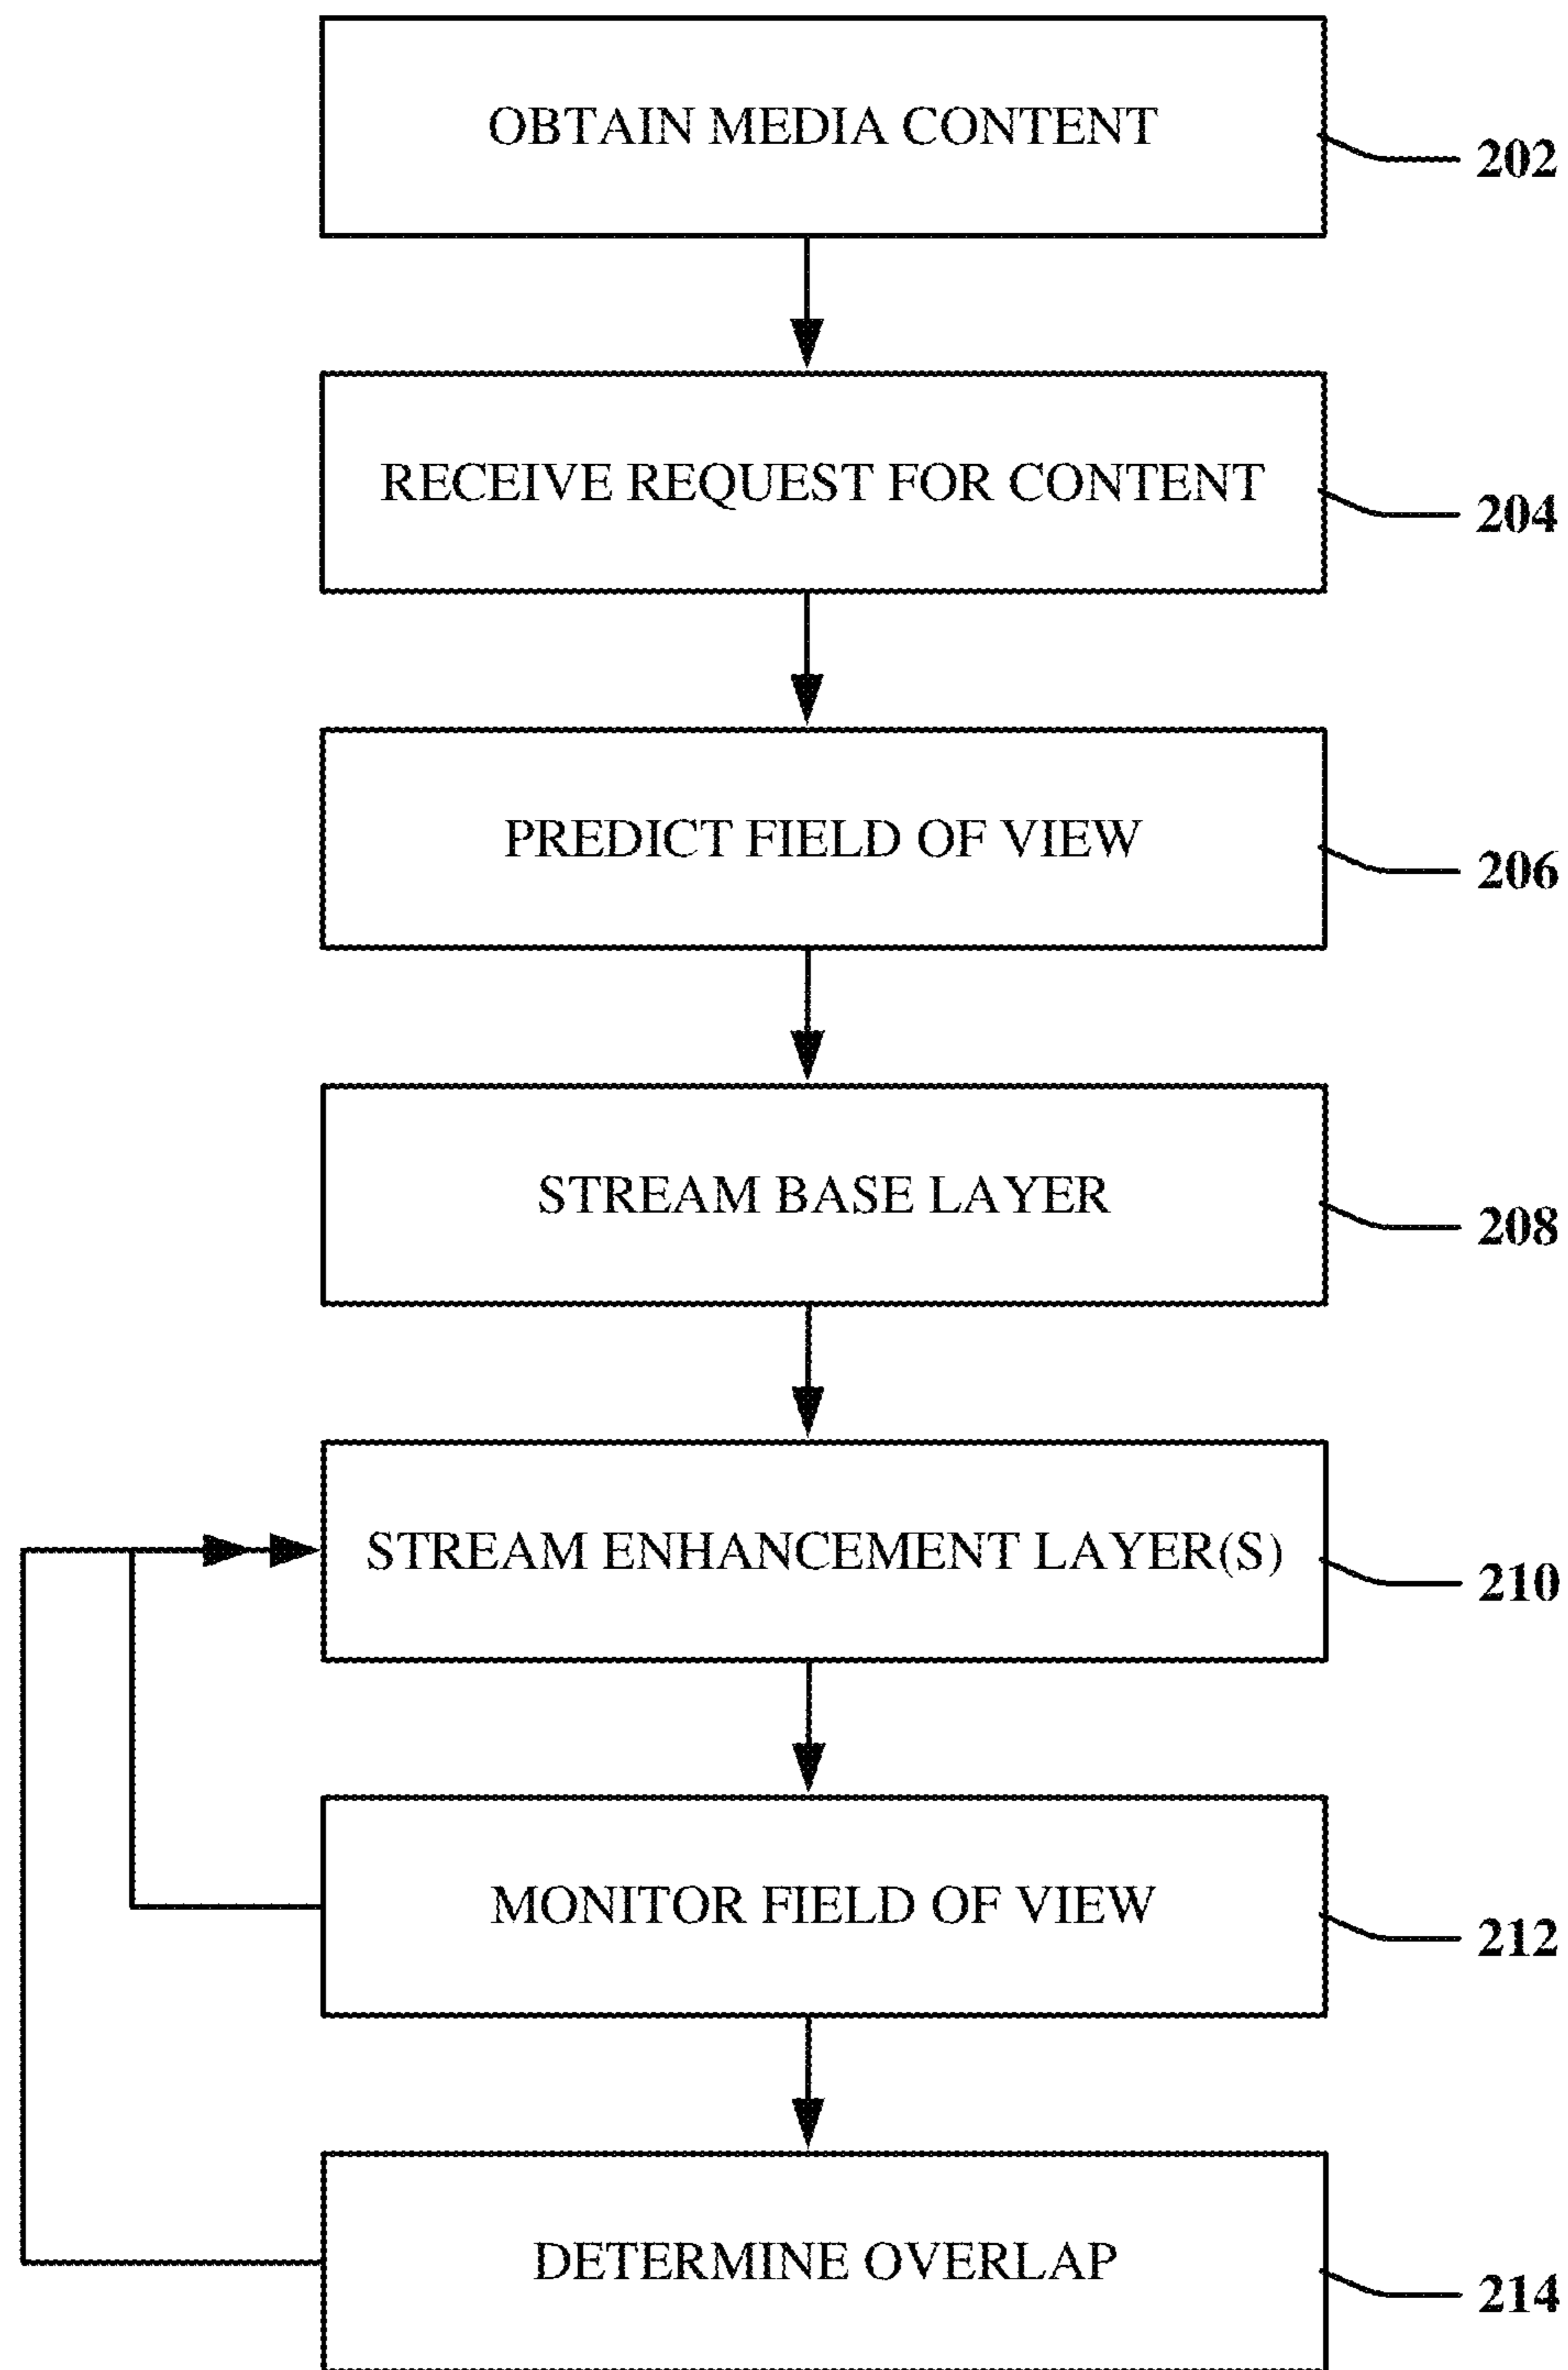 OBTAIN MEDIA CONTENT
202
RECEIVE REQUEST FOR CONTENT
204
PREDICT FIELD OF VIEW
206
STREAM BASE LAYER
208
STREAM ENHANCEMENT LAYER(S)
210
MONITOR FIELD OF VIEW
212
DETERMINE OVERLAP
214